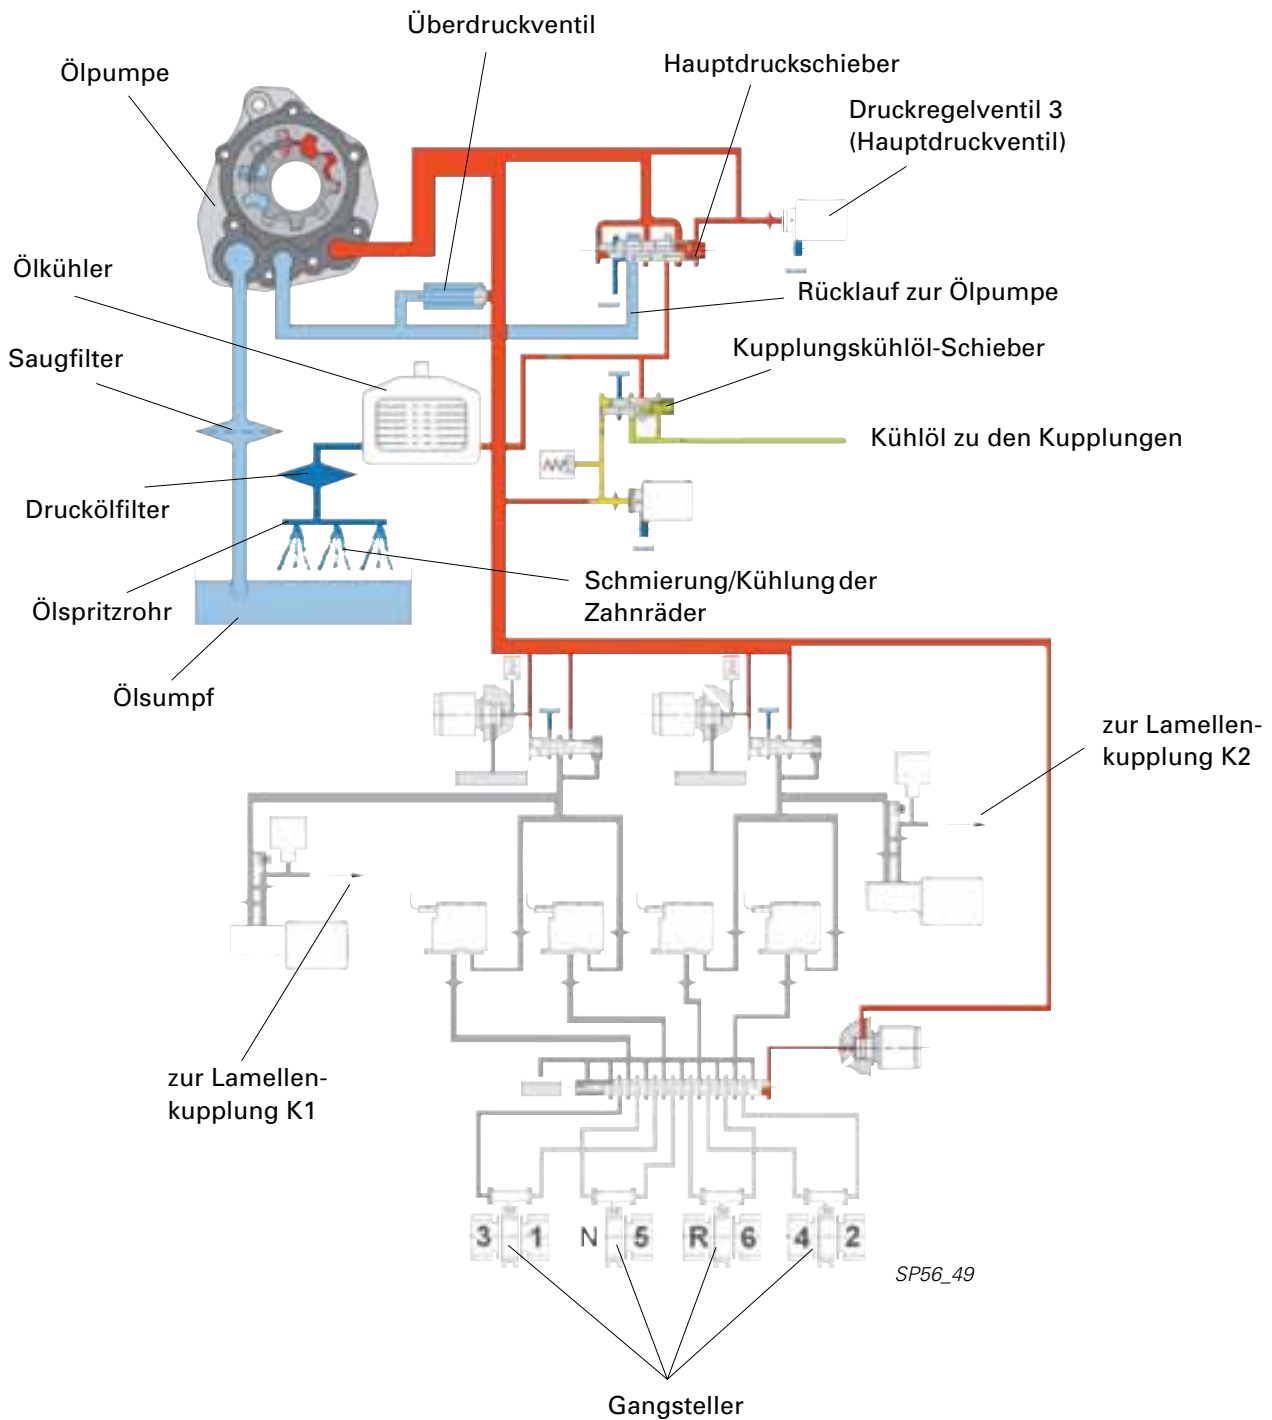 Überdruckventil
Ölpumpe
Hauptdruckschieber
Druckregelventil 3
(Hauptdruckventil)
Ölkühler
Rücklauf zur Ölpumpe
Saugfilter
Kupplungskühlöl-Schieber
Kühlöl zu den Kupplungen
Druckölfilter
Schmierung/Kühlung der
Zahnräder
Ölspritzrohr
Ölsumpf
zur Lamellen-
kupplung K2
zur Lamellen-
kupplung K1
3 1 N 5 R 6 4 2
SP56_49
Gangsteller